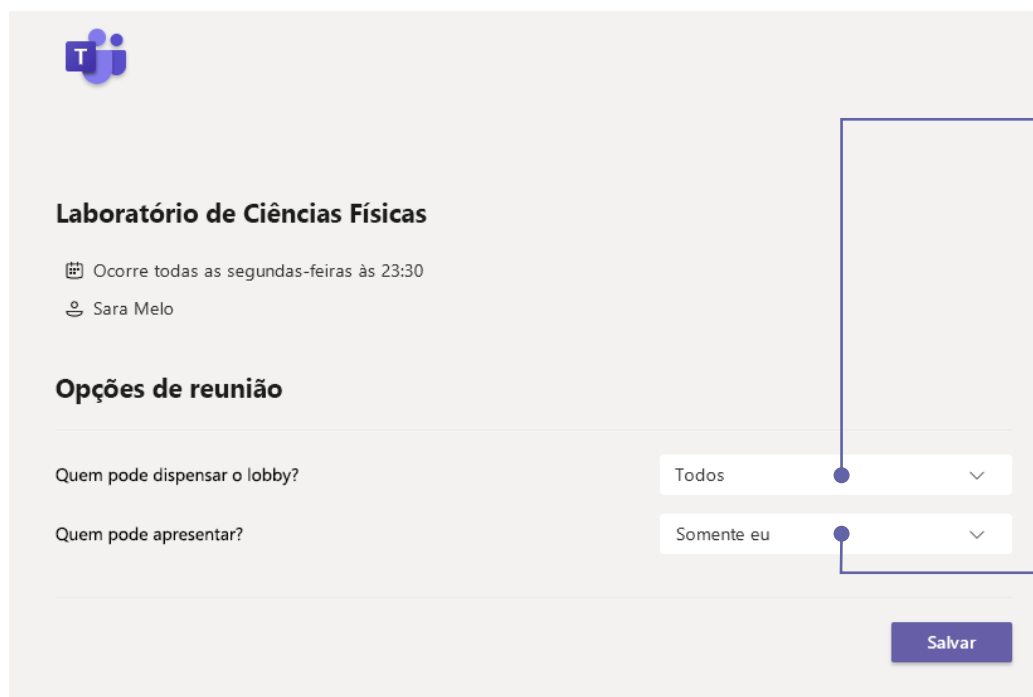 T
Laboratório de Ciências Físicas
Ocorre todas as segundas-feiras às 23:30
Sara Melo
Opções de reunião
Quem pode dispensar o lobby? Todos
Quem pode apresentar? Somente eu
Salvar